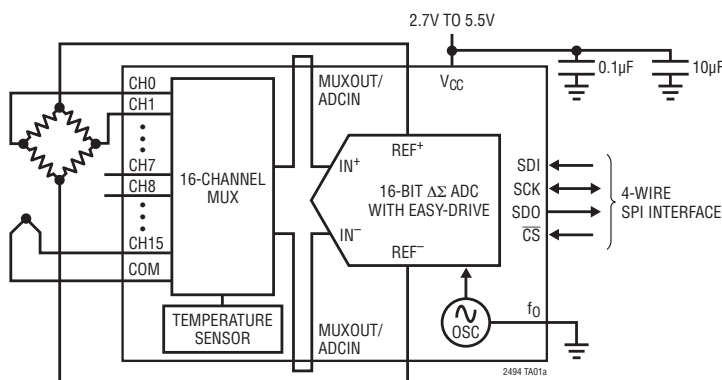 2.7V TO 5.5V
0.1µF
10µF
MUXOUT/
ADCIN
VCC
CH0
CH1
CH7
CH8
CH15
COM
16-CHANNEL
MUX
TEMPERATURE
SENSOR
IN+
IN–
REF+
16-BIT ΔΣ ADC
WITH EASY-DRIVE
REF–
SDI
SCK
SDO
CS
4-WIRE
SPI INTERFACE
fO
OSC
MUXOUT/
ADCIN
2494 TA01a